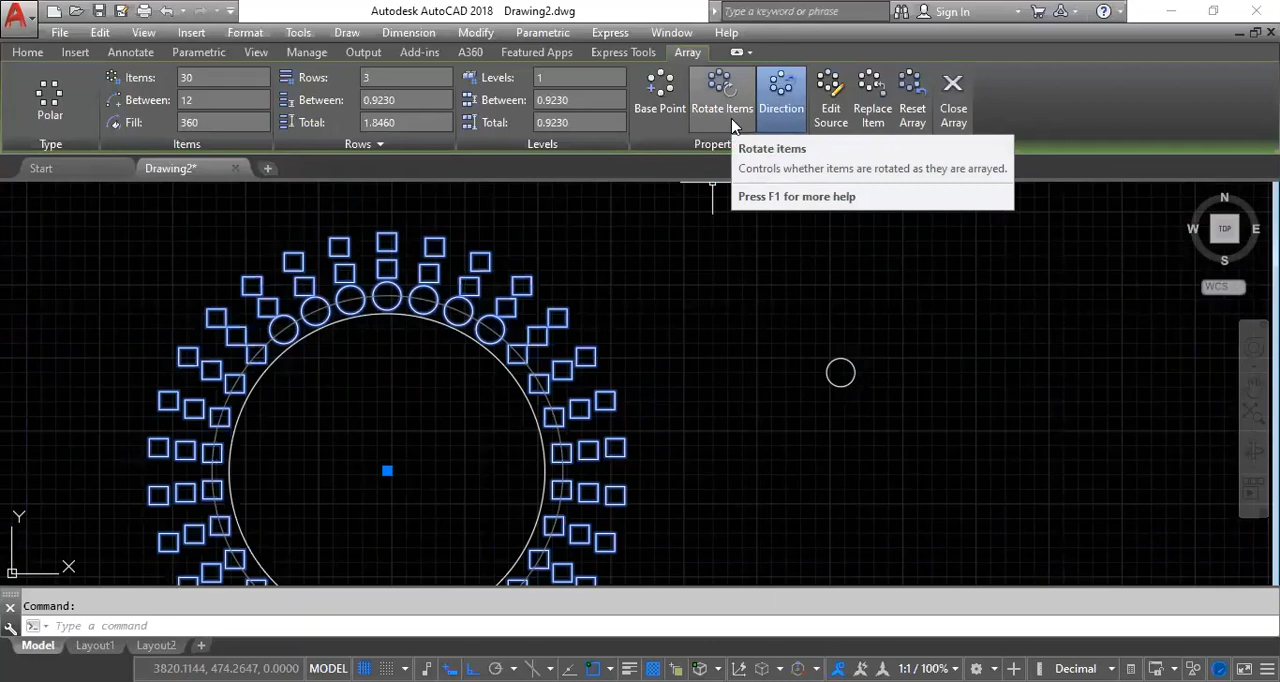 Autodesk AutoCAD 2018 Drawing2.dwg
Type a keyword or phrase
Sign In
File Edit View Insert Format Tools Draw Dimension Modify Parametric Express Window Help
Home Insert Annotate Parametric View Manage Output Add-ins A360 Featured Apps Express Tools Array
Items: 30 Rows: 3 Levels: 1
Between: 12 Between: 0.9230 Between: 0.9230
Fill: 360 Total: 1.8460 Total: 0.9230
Polar
Base Point Rotate Items Direction Edit Source Replace Item Reset Array Close Array
Type Items Rows Levels Propert
Rotate items
Controls whether items are rotated as they are arrayed.
Press F1 for more help
Start Drawing2* +
N
W TOP E
S
WCS
Y
X
Command:
Type a command
Model Layout1 Layout2 +
3820.1144, 474.2647, 0.0000 MODEL 1:1 / 100% Decimal